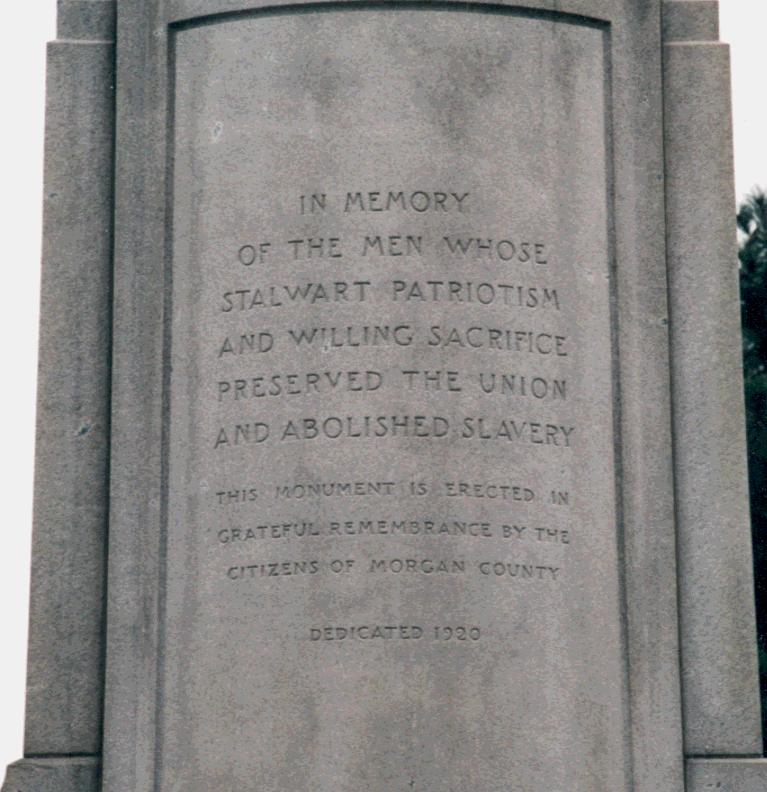 IN MEMORY
OF THE MEN WHOSE
STALWART PATRIOTISM
AND WILLING SACRIFICE
PRESERVED THE UNION
AND ABOLISHED SLAVERY
THIS MONUMENT IS ERECTED IN
GRATEFUL REMEMBRANCE BY THE
CITIZENS OF MORGAN COUNTY
DEDICATED 1920